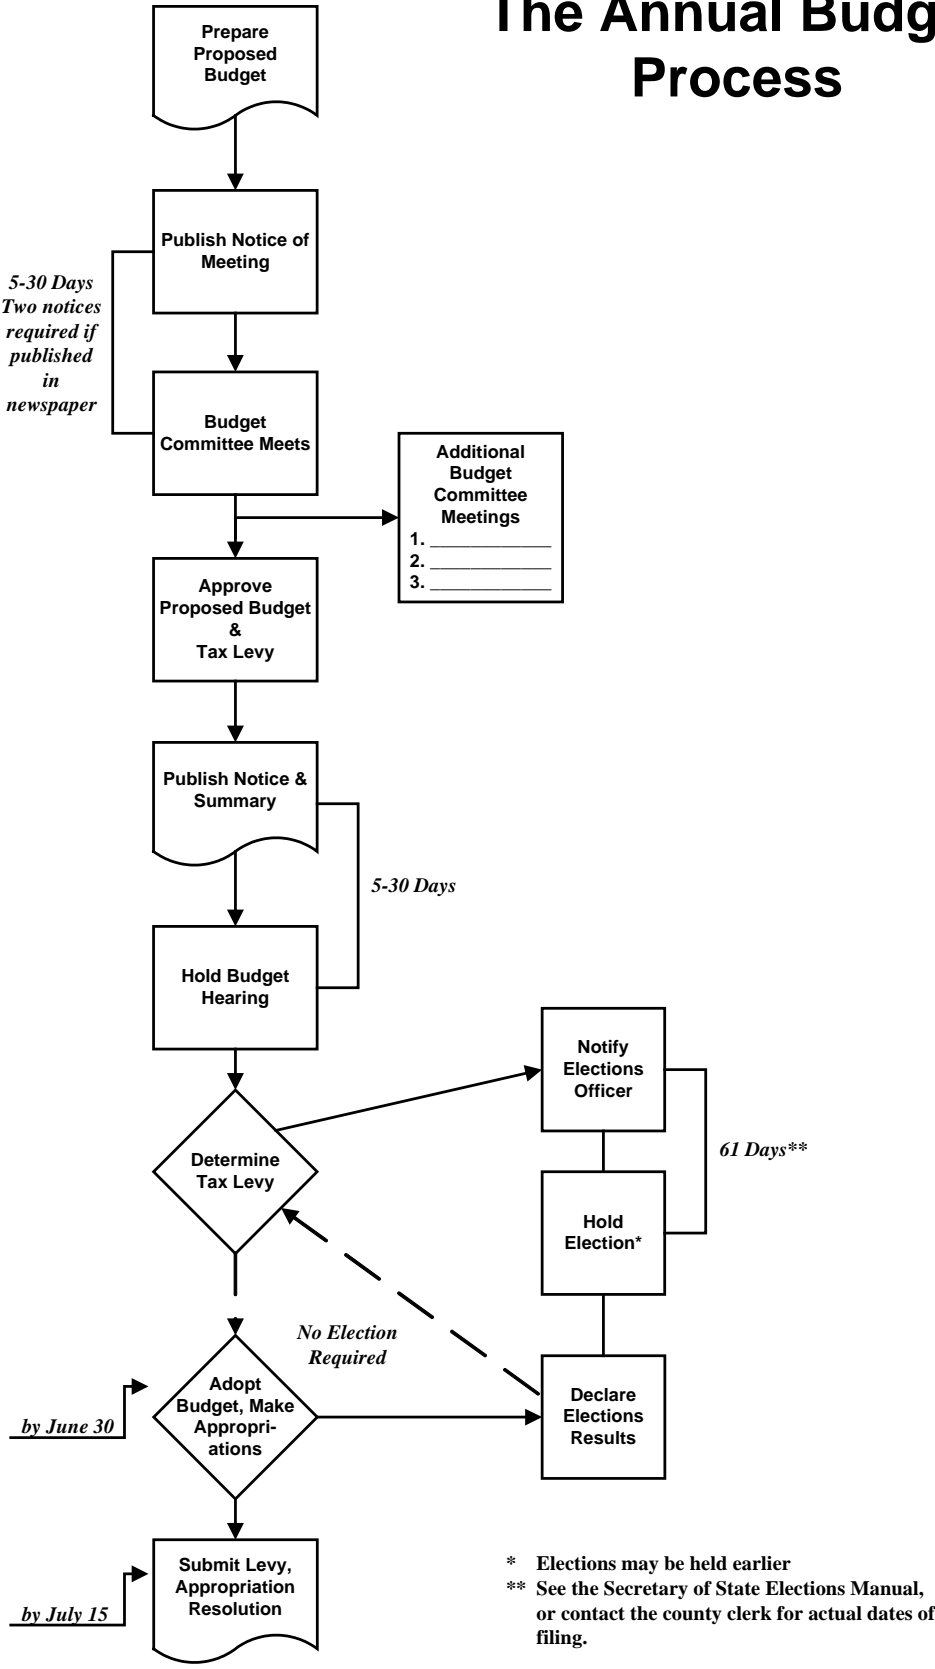 The Annual Budg
Process
Prepare
Proposed
Budget
Publish Notice of
Meeting
5-30 Days
Two notices
required if
published
in
newspaper
Budget
Committee Meets
Additional
Budget
Committee
Meetings
1. ____________
2. ____________
3. ____________
Approve
Proposed Budget
&
Tax Levy
Publish Notice &
Summary
5-30 Days
Hold Budget
Hearing
Notify
Elections
Officer
61 Days**
Determine
Tax Levy
Hold
Election*
No Election
Required
Adopt
Budget, Make
Appropri-
ations
by June 30
Declare
Elections
Results
Submit Levy,
Appropriation
Resolution
by July 15
* Elections may be held earlier
** See the Secretary of State Elections Manual,
or contact the county clerk for actual dates of
filing.